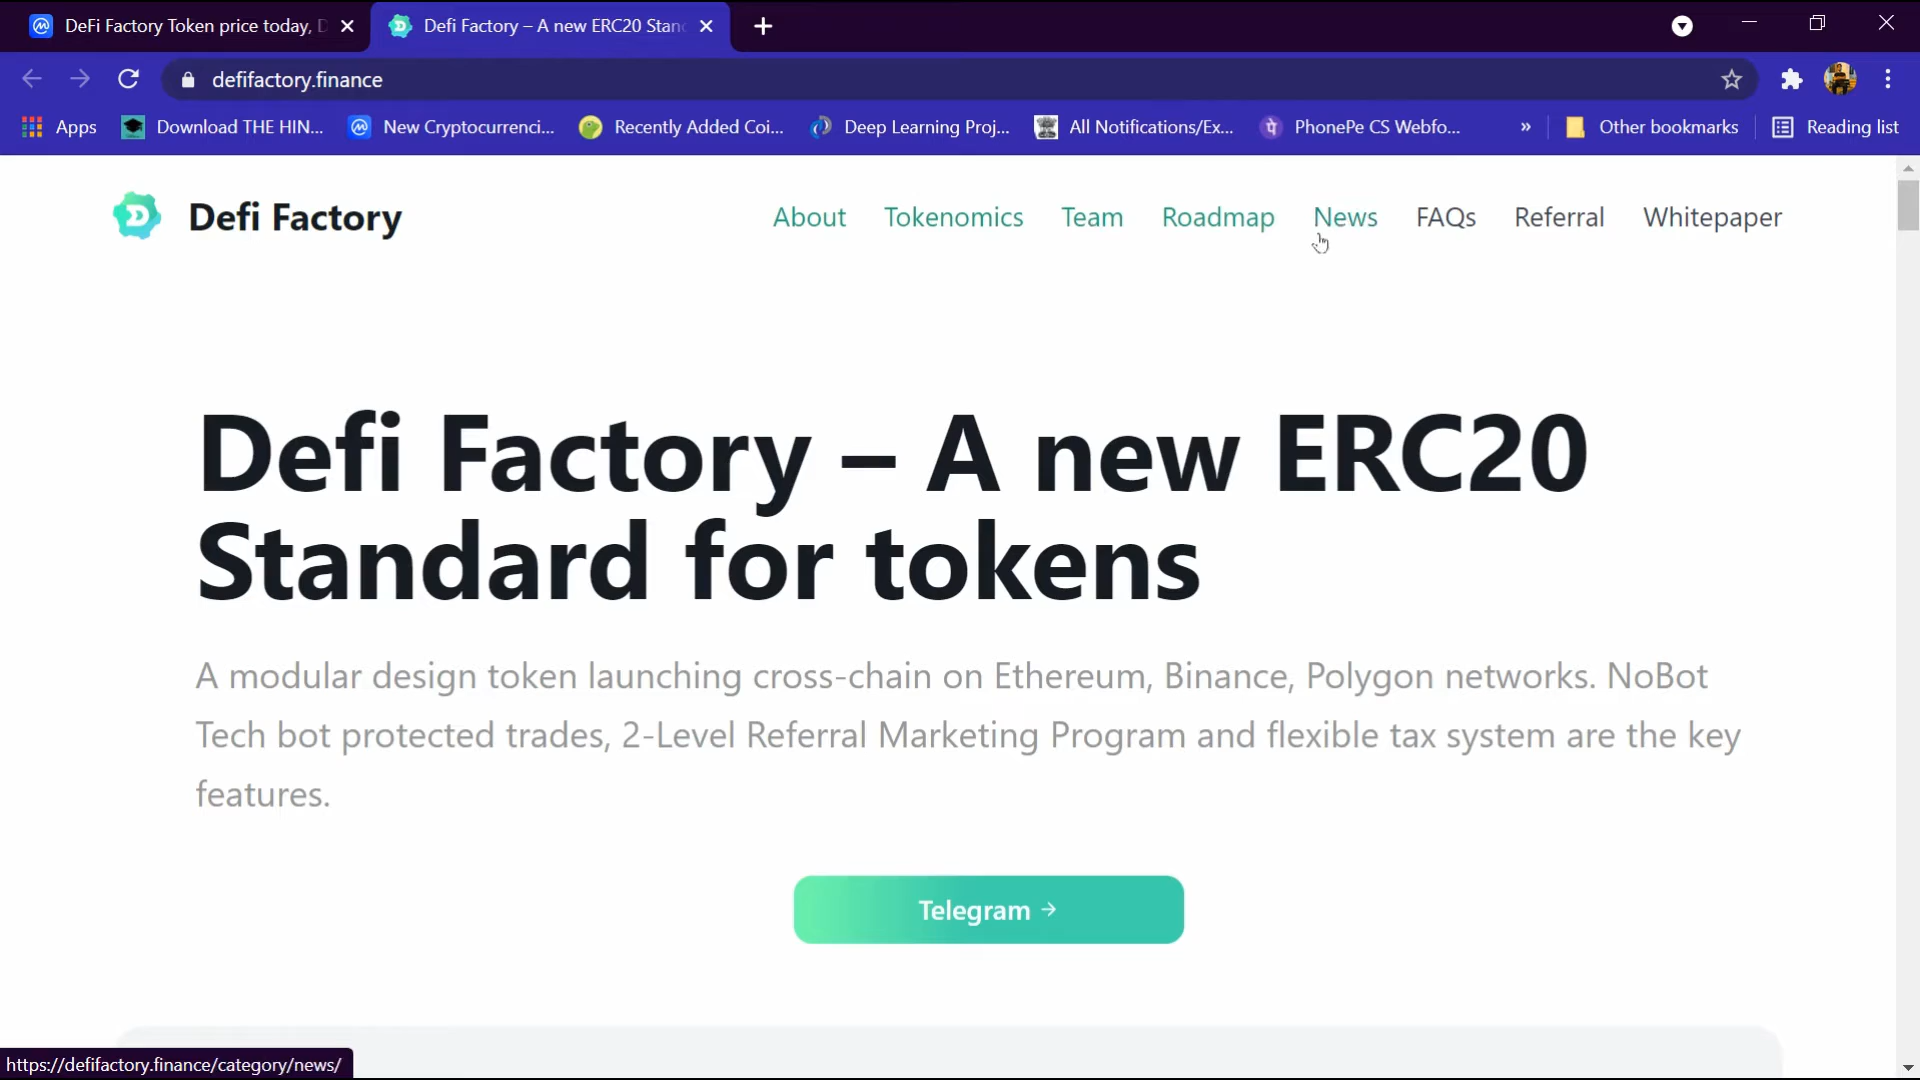 DeFi Factory Token price today, D
Defi Factory – A new ERC20 Stand
defifactory.finance
Apps
Download THE HIN...
New Cryptocurrenci...
Recently Added Coi...
Deep Learning Proj...
All Notifications/Ex...
PhonePe CS Webfo...
»
Other bookmarks
Reading list
Defi Factory
About Tokenomics Team Roadmap News FAQs Referral Whitepaper
Defi Factory – A new ERC20
Standard for tokens
A modular design token launching cross-chain on Ethereum, Binance, Polygon networks. NoBot
Tech bot protected trades, 2-Level Referral Marketing Program and flexible tax system are the key
features.
Telegram →
https://defifactory.finance/category/news/